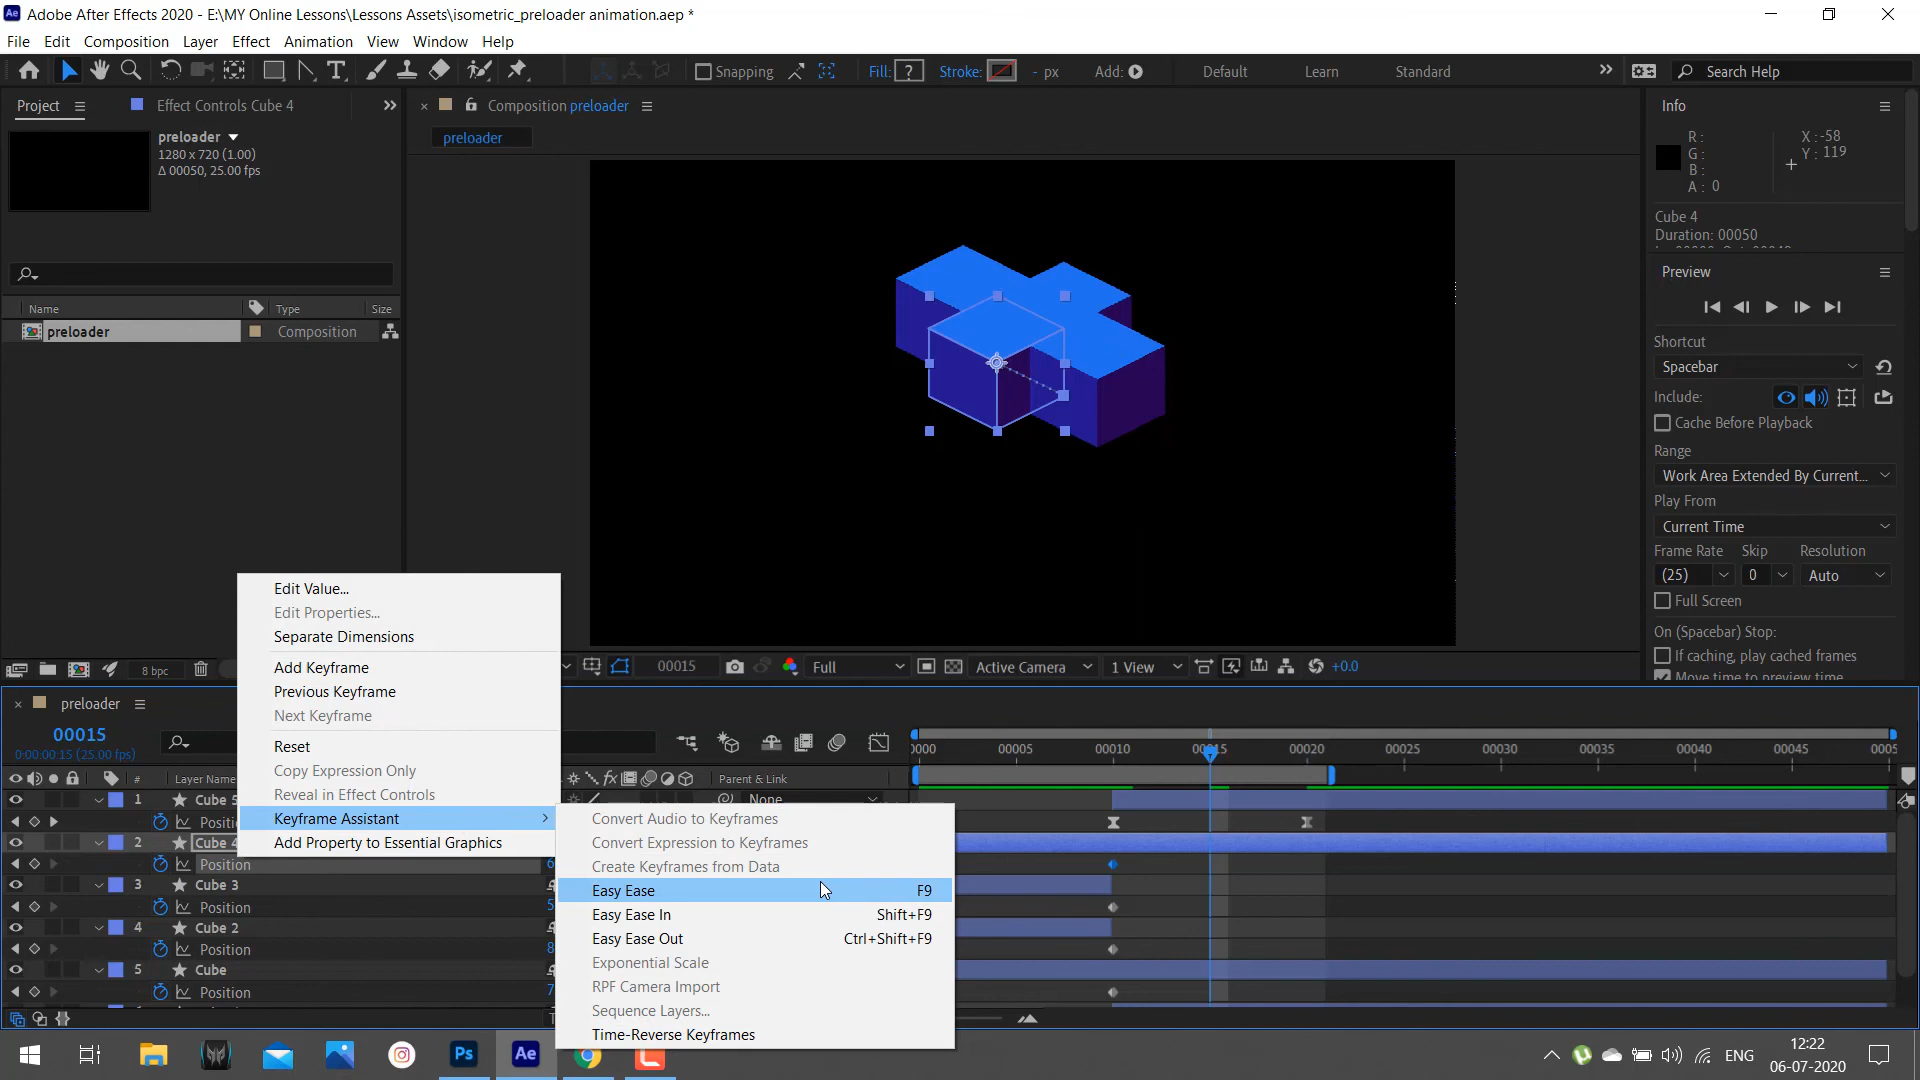 Adobe After Effects 2020 - E:\MY Online Lessons\Lessons Assets\isometric_preloader animation.aep *
File Edit Composition Layer Effect Animation View Window Help
Snapping Fill: ? Stroke: - px Add: Default Learn Standard Search Help
Project Effect Controls Cube 4
Composition preloader
Info
preloader
preloader
1280 x 720 (1.00)
Δ 00050, 25.00 fps
R :
G :
B :
A : 0
X : -58
Y : 119
Cube 4
Duration: 00050
Preview
Name Type Size
preloader Composition
Shortcut
Spacebar
Include:
Cache Before Playback
Range
Work Area Extended By Current...
Play From
Current Time
Frame Rate Skip Resolution
(25) 0 Auto
Full Screen
On (Spacebar) Stop:
If caching, play cached frames
Move time to preview time
8 bpc
00015 Full Active Camera 1 View +0.0
Edit Value...
Edit Properties...
Separate Dimensions
Add Keyframe
Previous Keyframe
Next Keyframe
Reset
Copy Expression Only
Reveal in Effect Controls
Keyframe Assistant
Add Property to Essential Graphics
Convert Audio to Keyframes
Convert Expression to Keyframes
Create Keyframes from Data
Easy Ease F9
Easy Ease In Shift+F9
Easy Ease Out Ctrl+Shift+F9
Exponential Scale
RPF Camera Import
Sequence Layers...
Time-Reverse Keyframes
preloader
00015
0:00:00:15 (25.00 fps)
0000 00005 00010 00015 00020 00025 00030 00035 00040 00045 0005
# Layer Name fx Parent & Link
1 Cube 5 None
2 Cube 4
Position 6
3 Cube 3
Position 5
4 Cube 2
Position 8
5 Cube
Position 7
Ps Ae ENG
12:22
06-07-2020